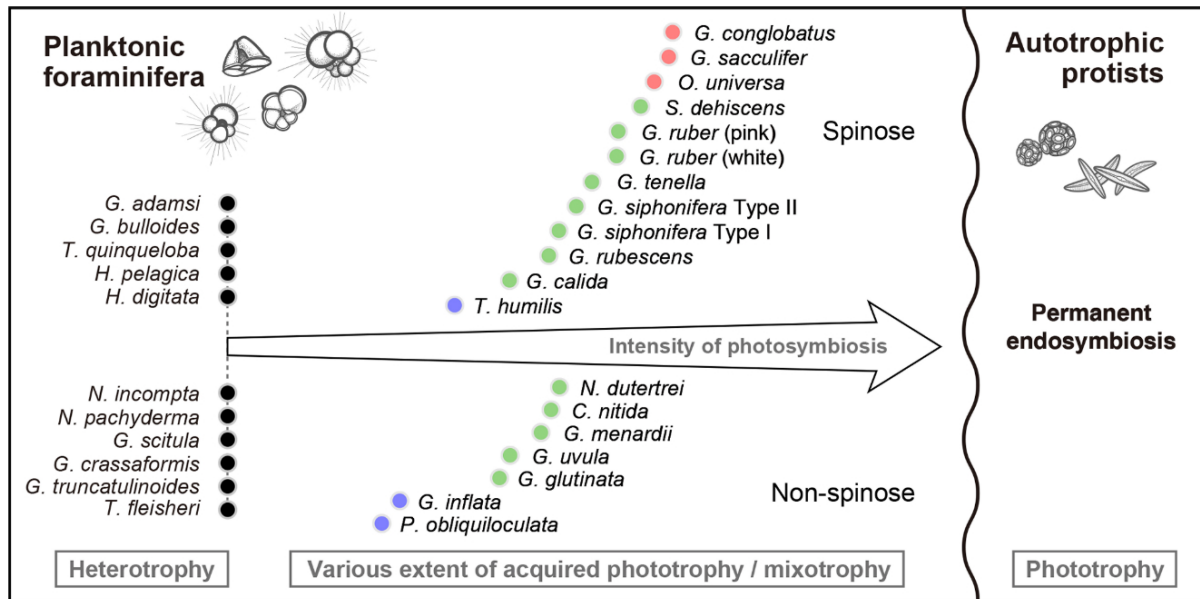 Planktonic
foraminifera
G. conglobatus
G. sacculifer
O. universa
S. dehiscens
G. ruber (pink)
G. ruber (white)
G. tenella
G. siphonifera Type II
G. siphonifera Type I
G. rubescens
G. calida
T. humilis
Spinose
G. adamsi
G. bulloides
T. quinqueloba
H. pelagica
H. digitata
Intensity of photosymbiosis
N. incompta
N. pachyderma
G. scitula
G. crassaformis
G. truncatulinoides
T. fleisheri
N. dutertrei
C. nitida
G. menardii
G. uvula
G. glutinata
G. inflata
P. obliquiloculata
Non-spinose
Autotrophic
protists
Permanent
endosymbiosis
Heterotrophy
Various extent of acquired phototrophy / mixotrophy
Phototrophy